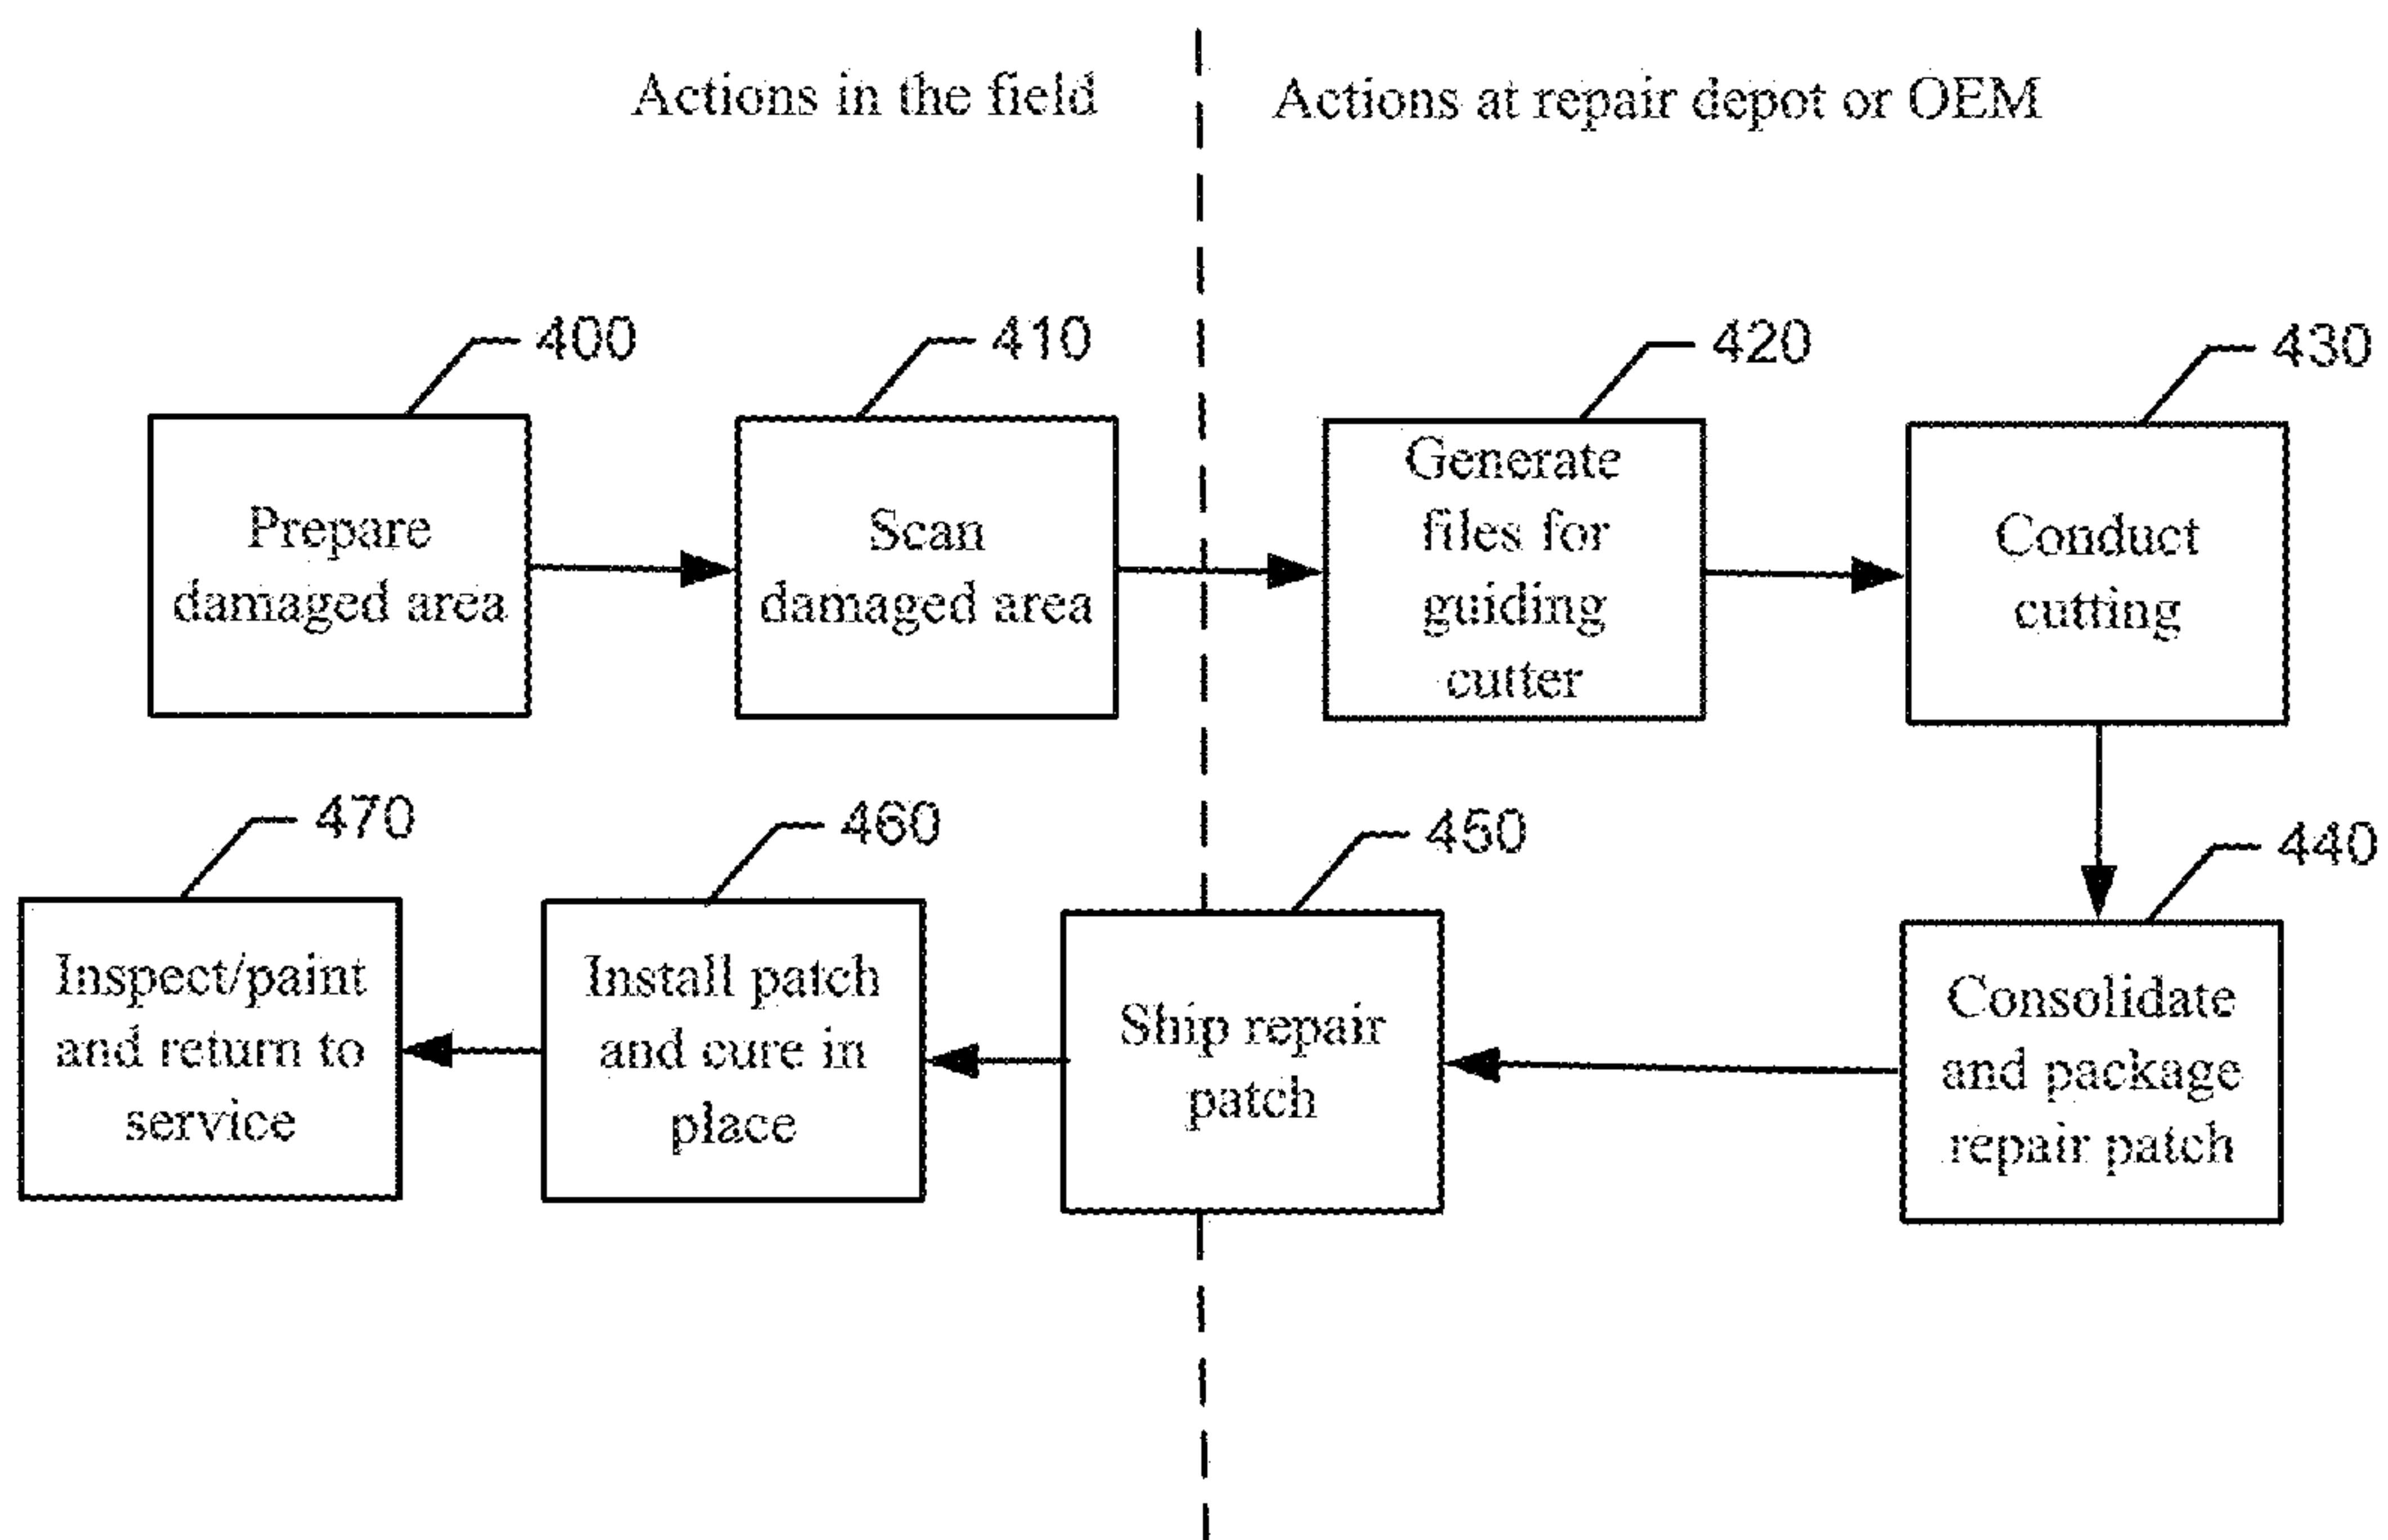 Actions in the field
Actions at repair depot or OEM
400
Prepare
damaged area
410
Scan
damaged area
420
Generate
files for
guiding
cutter
430
Conduct
cutting
440
Consolidate
and package
repair patch
450
Ship repair
patch
460
Install patch
and cure in
place
470
Inspect/paint
and return to
service